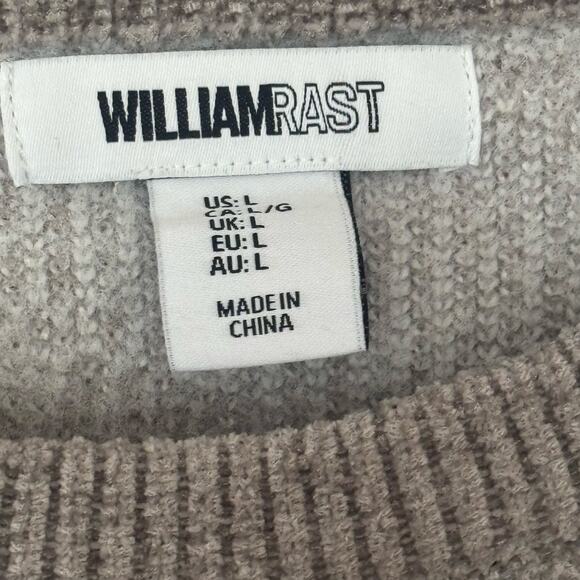 WILLIAMRAST
US: L
CA: L/G
UK: L
EU: L
AU: L
MADE IN
CHINA